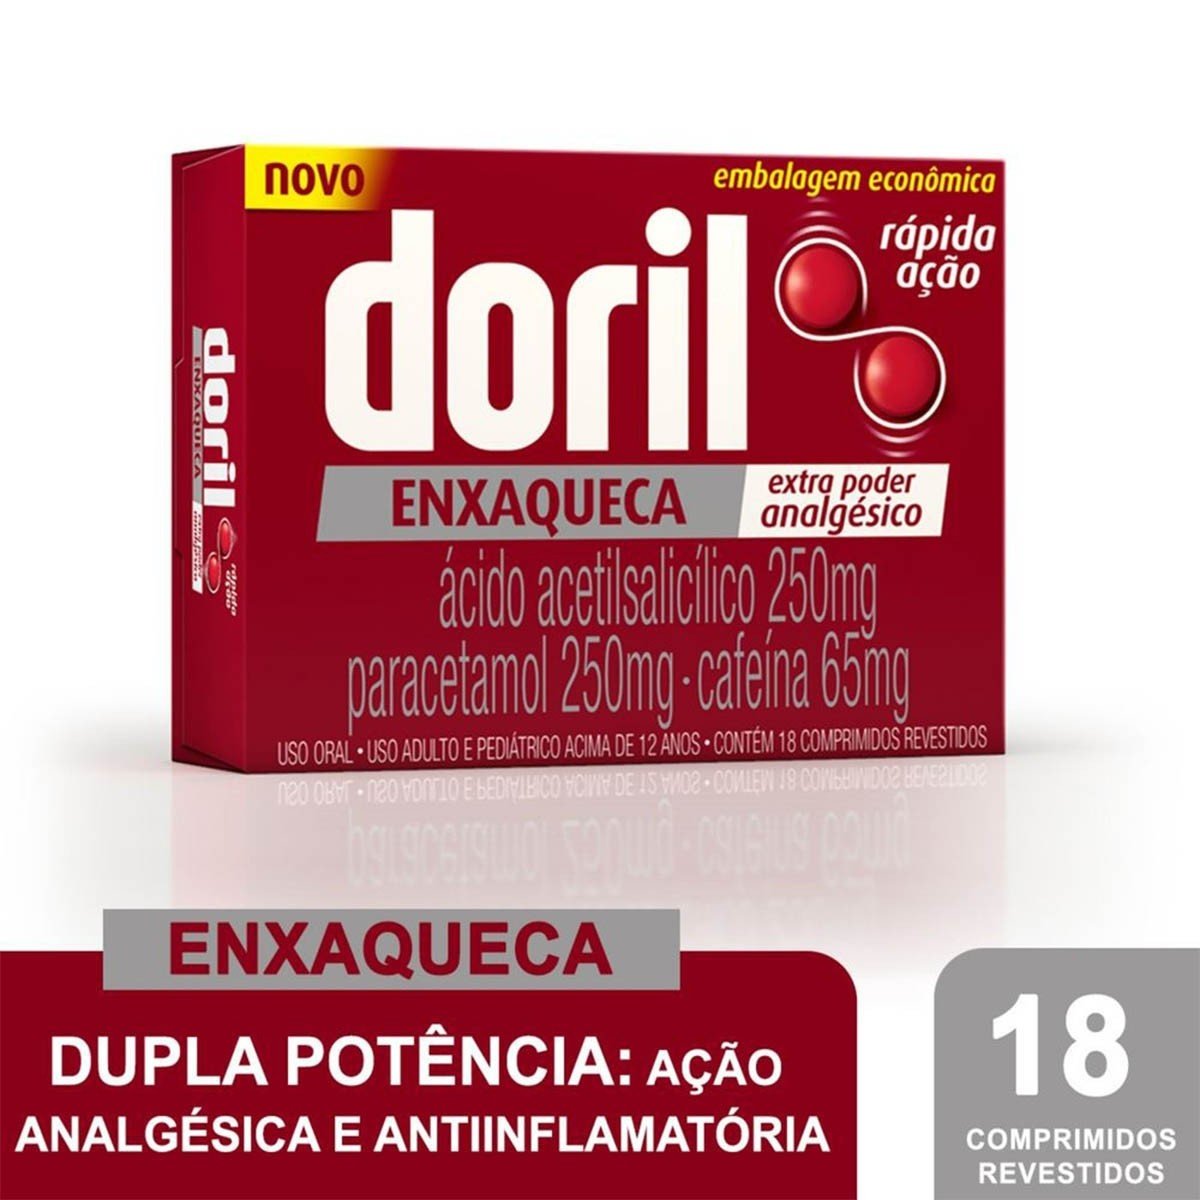 novo
embalagem econômica
doril
rápida
ação
ENXAQUECA
extra poder
analgésico
ácido acetilsalicílico 250mg
paracetamol 250mg · cafeína 65mg
USO ORAL • USO ADULTO E PEDIÁTRICO ACIMA DE 12 ANOS • CONTÉM 18 COMPRIMIDOS REVESTIDOS
doril
ENXAQUECA
rápida
ação
ENXAQUECA
DUPLA POTÊNCIA: AÇÃO
ANALGÉSICA E ANTIINFLAMATÓRIA
18
COMPRIMIDOS
REVESTIDOS